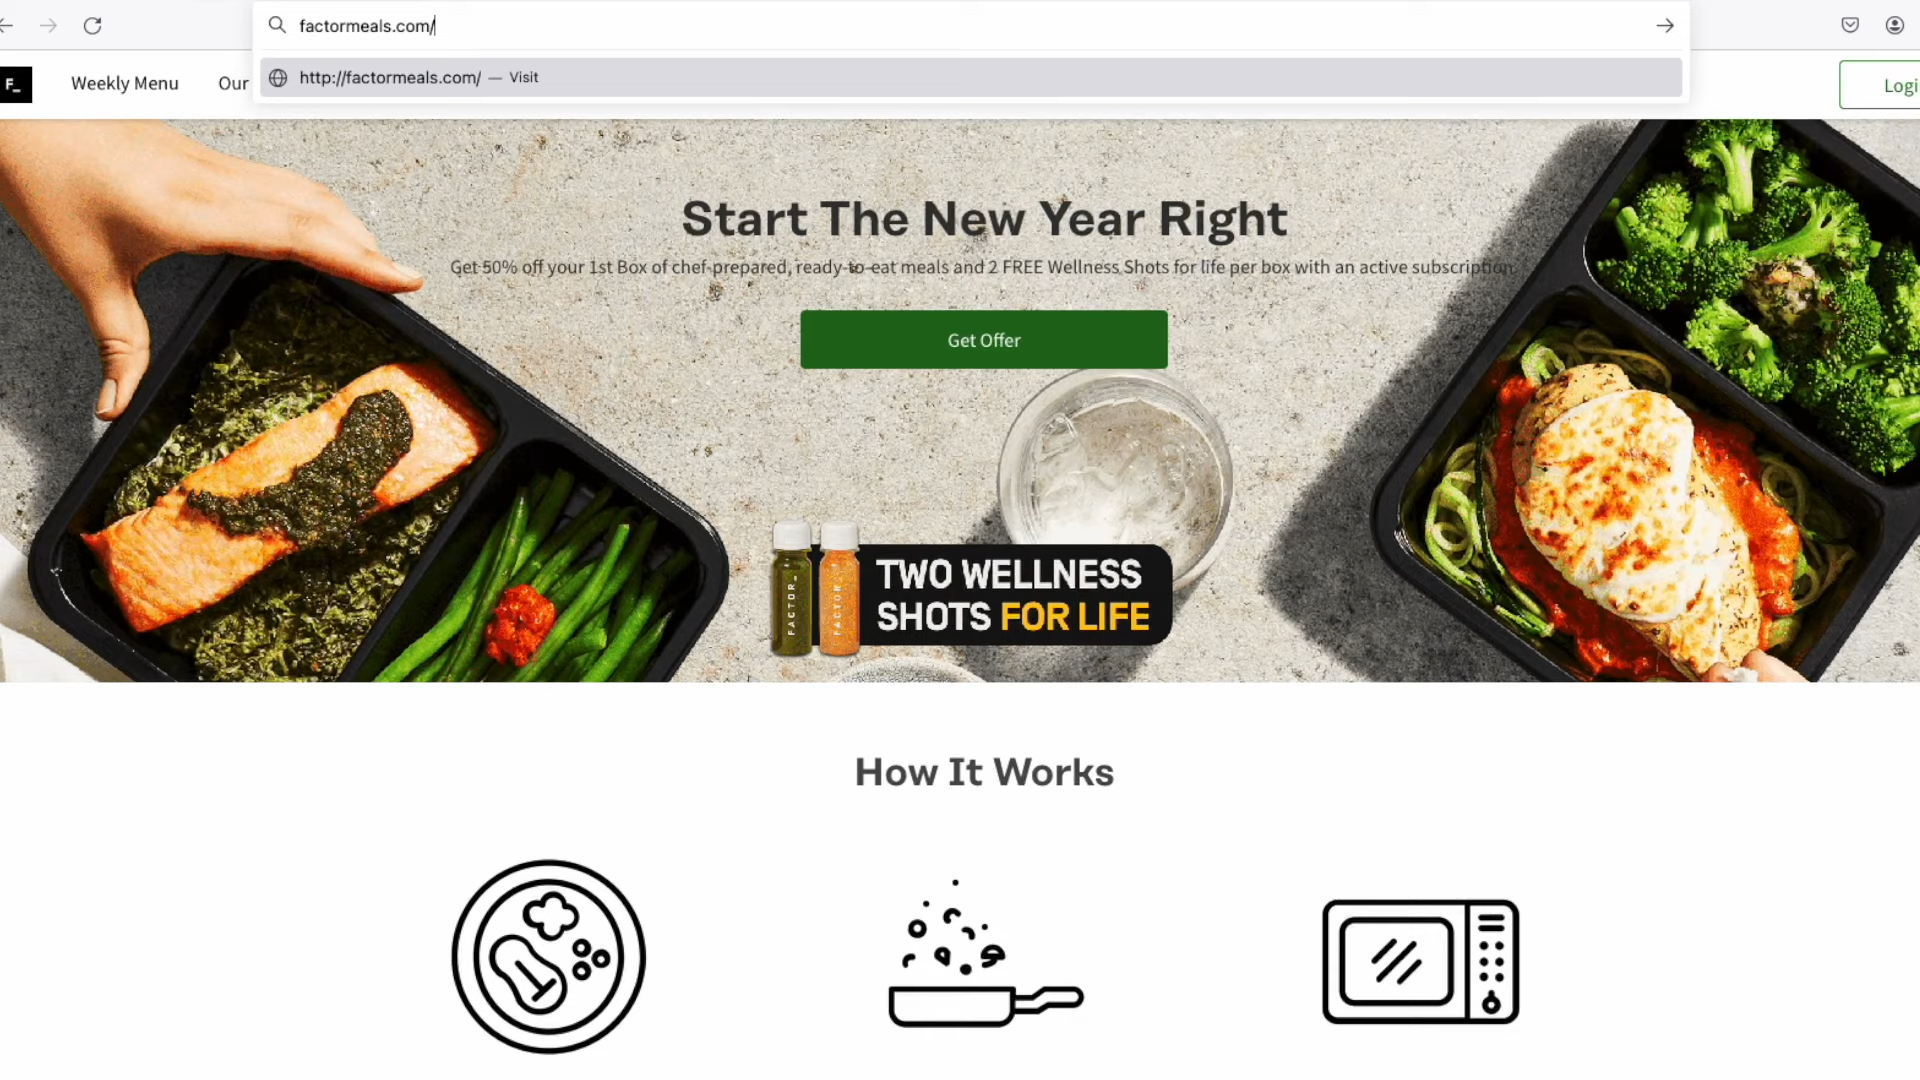 factormeals.com/
http://factormeals.com/ — Visit
F_
Weekly Menu
Our
Logi
Start The New Year Right
Get 50% off your 1st Box of chef-prepared, ready-to-eat meals and 2 FREE Wellness Shots for life per box with an active subscription
Get Offer
FACTOR_
FACTOR
TWO WELLNESS
SHOTS FOR LIFE
How It Works